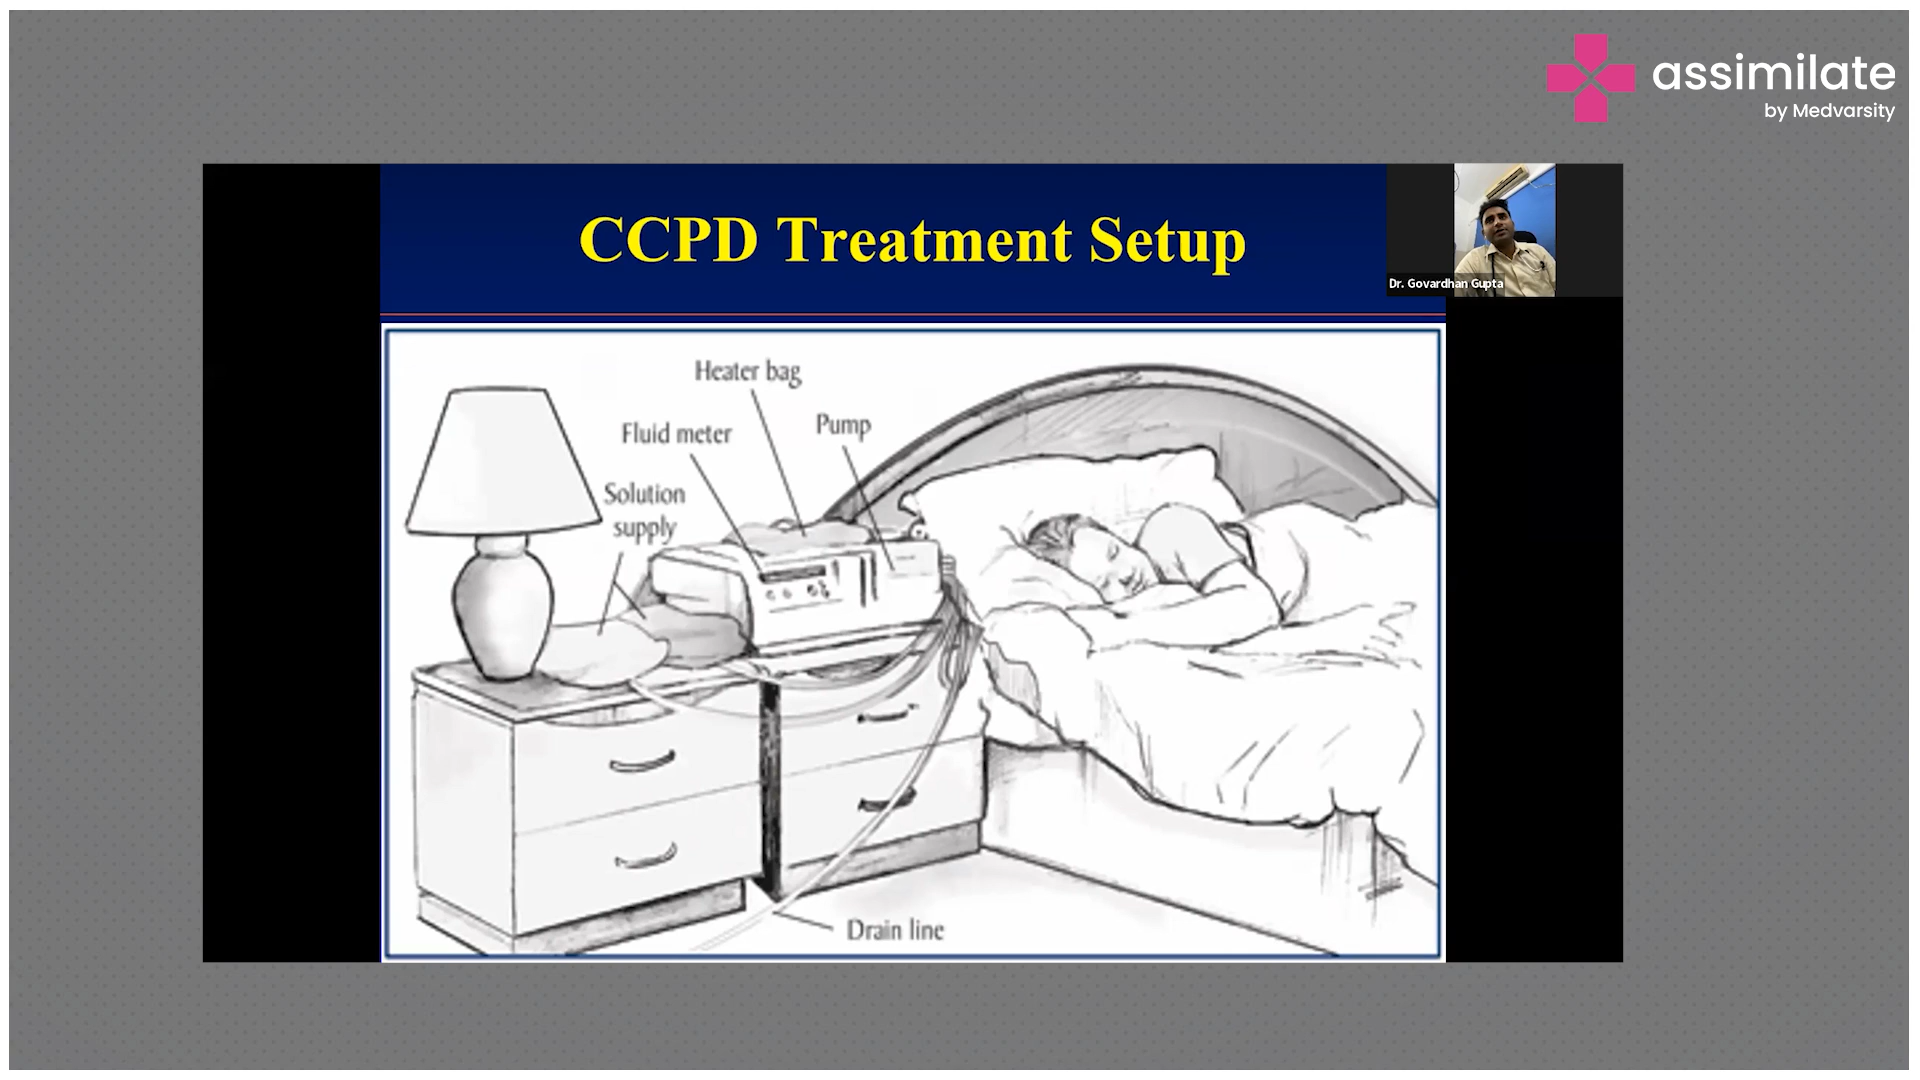 assimilate
by Medvarsity
CCPD Treatment Setup
Dr. Govardhan Gupta
Heater bag
Fluid meter
Pump
Solution
supply
Drain line